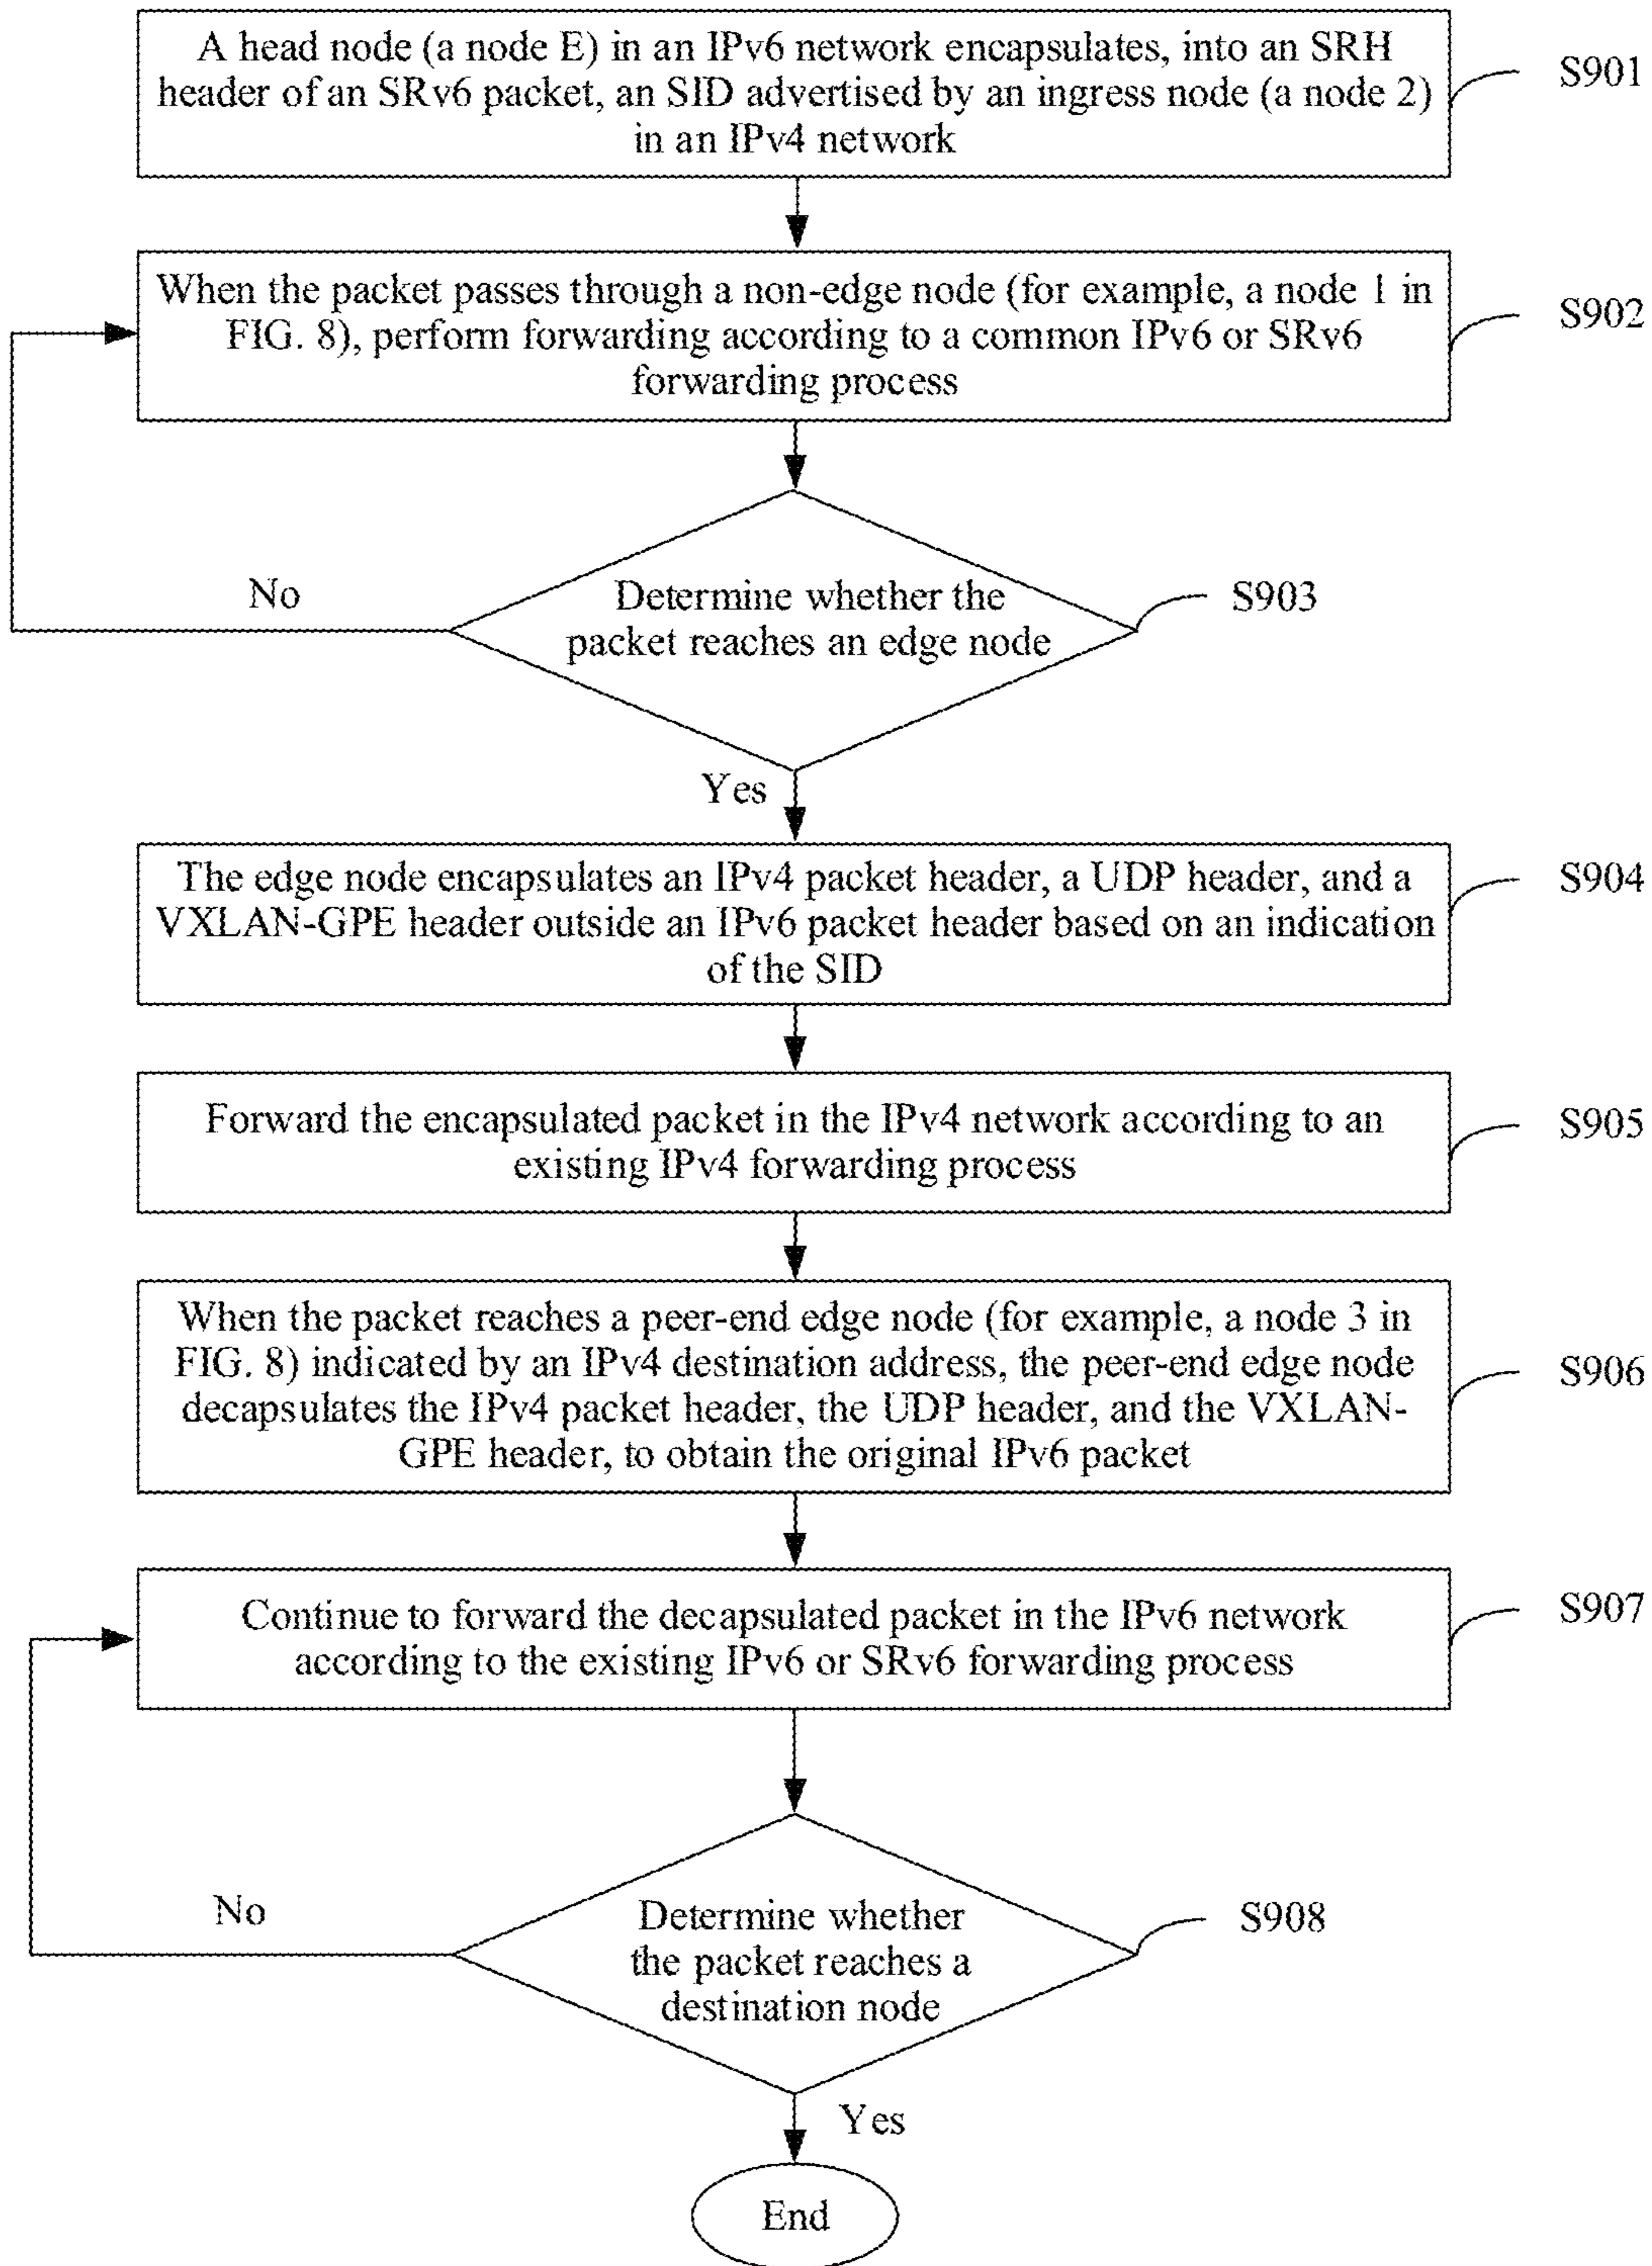 A head node (a node E) in an IPv6 network encapsulates, into an SRH
header of an SRv6 packet, an SID advertised by an ingress node (a node 2)
in an IPv4 network
S901
When the packet passes through a non-edge node (for example, a node 1 in
FIG. 8), perform forwarding according to a common IPv6 or SRv6
forwarding process
S902
No
Determine whether the
packet reaches an edge node
S903
Yes
The edge node encapsulates an IPv4 packet header, a UDP header, and a
VXLAN-GPE header outside an IPv6 packet header based on an indication
of the SID
S904
Forward the encapsulated packet in the IPv4 network according to an
existing IPv4 forwarding process
S905
When the packet reaches a peer-end edge node (for example, a node 3 in
FIG. 8) indicated by an IPv4 destination address, the peer-end edge node
decapsulates the IPv4 packet header, the UDP header, and the VXLAN-
GPE header, to obtain the original IPv6 packet
S906
Continue to forward the decapsulated packet in the IPv6 network
according to the existing IPv6 or SRv6 forwarding process
S907
No
Determine whether
the packet reaches a
destination node
S908
Yes
End